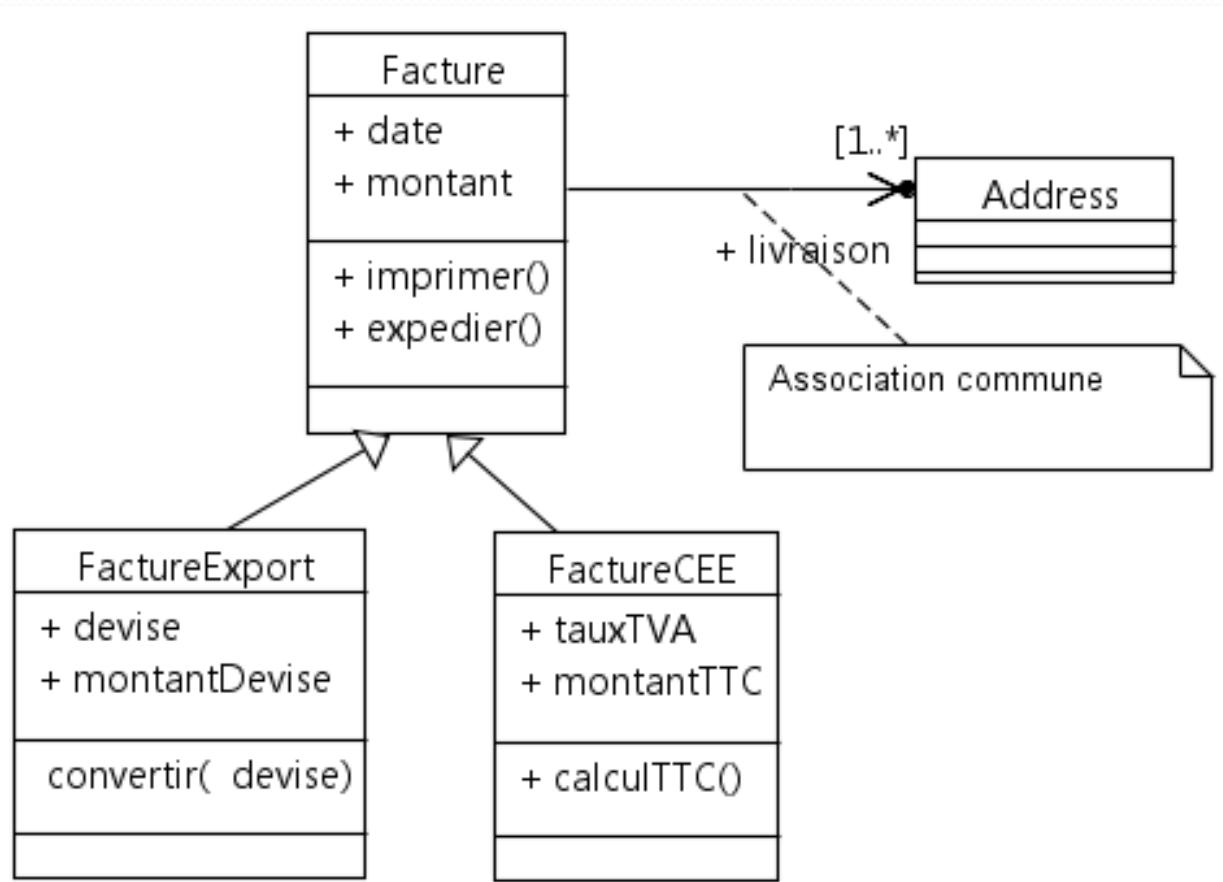 Facture
+ date
+ montant
+ imprimer()
+ expedier()
[1..*]
Address
+ livraison
Association commune
FactureExport
+ devise
+ montantDevise
convertir( devise)
FactureCEE
+ tauxTVA
+ montantTTC
+ calculTTC()